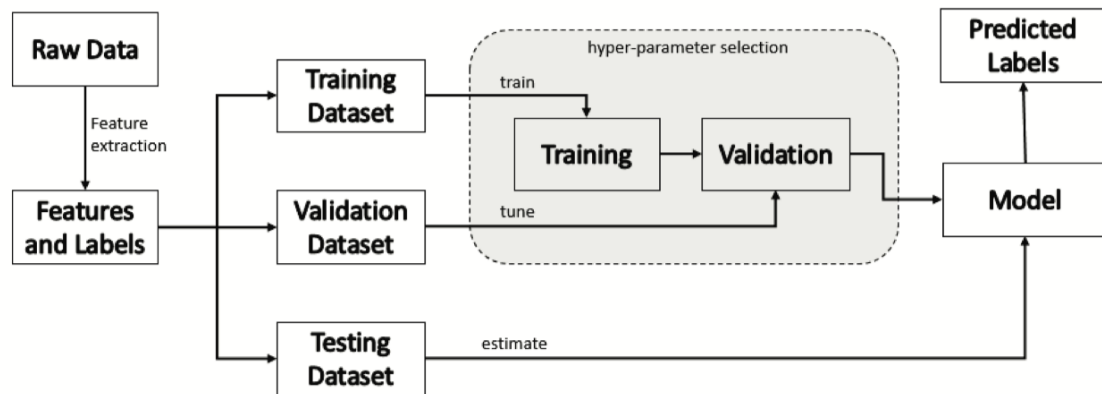 Raw Data
Feature
extraction
Features
and Labels
Training
Dataset
Validation
Dataset
Testing
Dataset
train
tune
estimate
hyper-parameter selection
Training
Validation
Predicted
Labels
Model